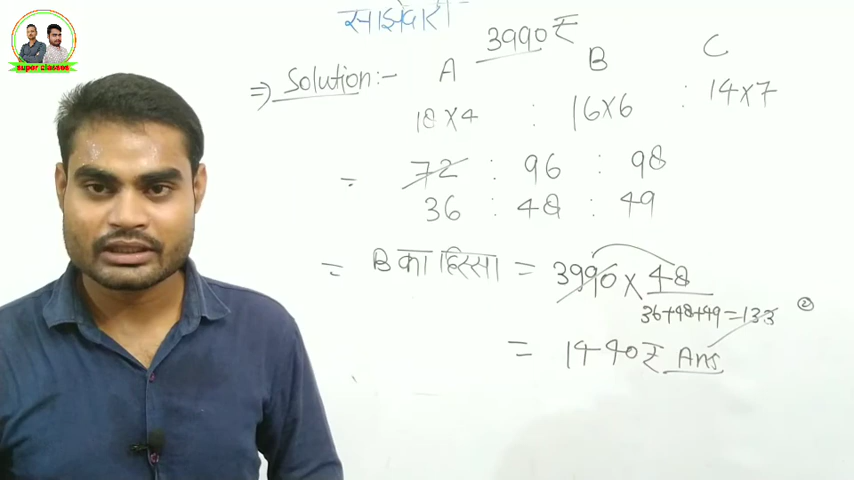 super classes
साझेदारी
3990 ₹
⇒ Solution:- A B C
18×4 : 16×6 : 14×7
= 72 : 96 : 98
36 : 48 : 49
= B का हिस्सा = 3990 × 48
36+48+49=133
②
= 1440 ₹ Ans